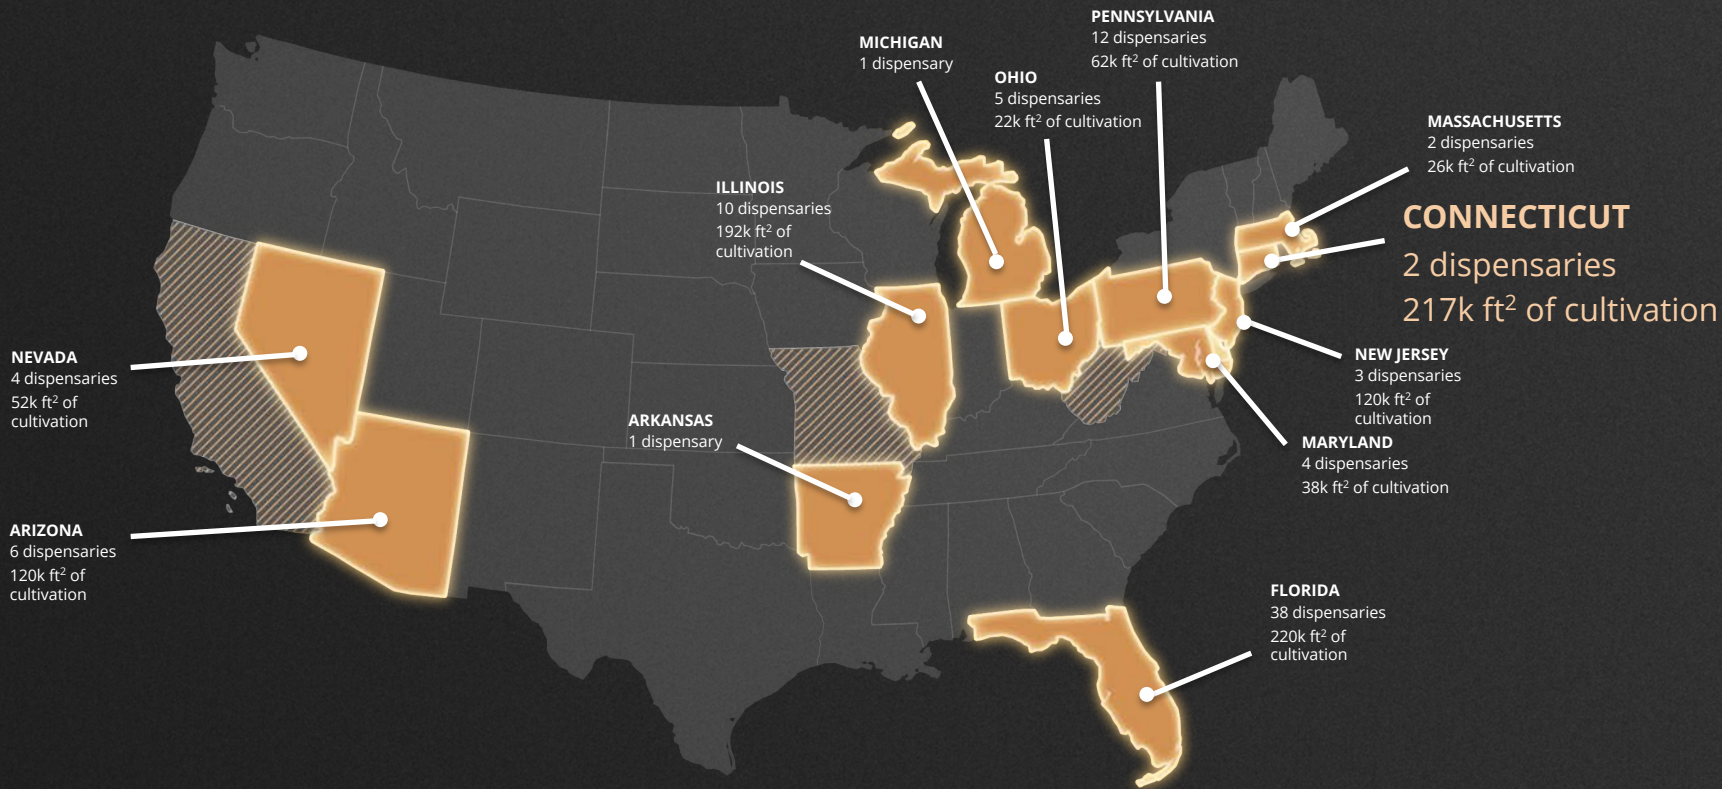 PENNSYLVANIA
12 dispensaries
62k ft² of cultivation
MICHIGAN
1 dispensary
OHIO
5 dispensaries
22k ft² of cultivation
MASSACHUSETTS
2 dispensaries
26k ft² of cultivation
ILLINOIS
10 dispensaries
192k ft² of
cultivation
CONNECTICUT
2 dispensaries
217k ft² of cultivation
NEVADA
4 dispensaries
52k ft² of
cultivation
NEW JERSEY
3 dispensaries
120k ft² of
cultivation
ARKANSAS
1 dispensary
MARYLAND
4 dispensaries
38k ft² of cultivation
ARIZONA
6 dispensaries
120k ft² of
cultivation
FLORIDA
38 dispensaries
220k ft² of
cultivation